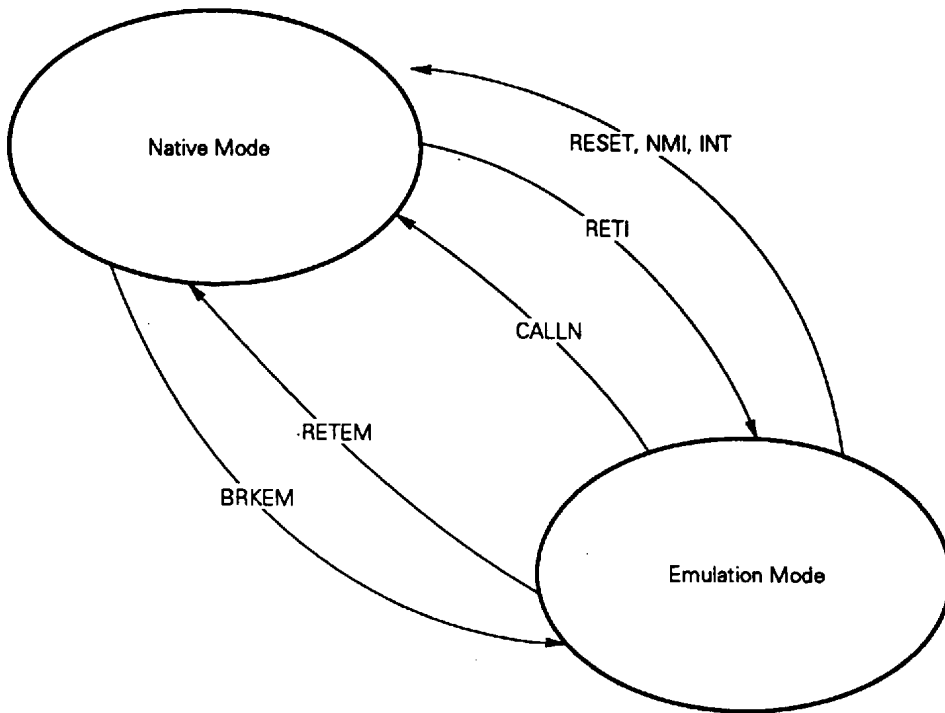 Native Mode
RESET, NMI, INT
RETI
CALLN
RETEM
BRKEM
Emulation Mode